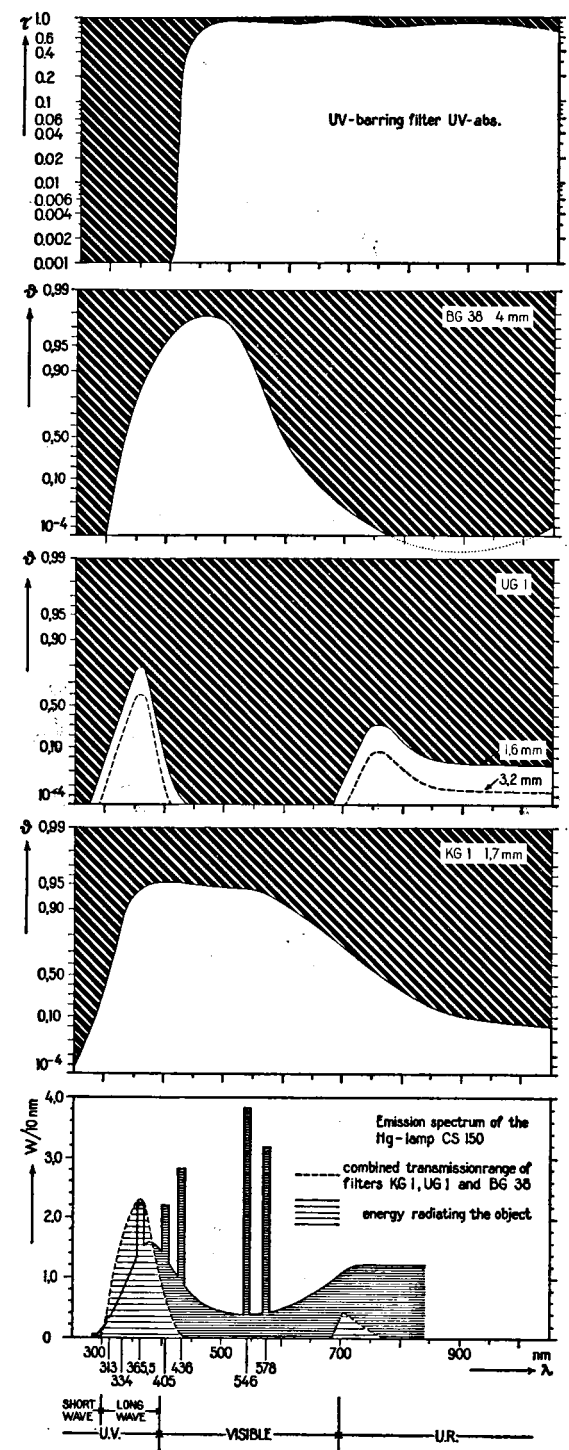 τ 1.0
0.6
0.4
0.2
0.1
0.06
0.04
0.02
0.01
0.006
0.004
0.002
0.001
UV-barring filter UV-abs.
ϑ 0,99
0,95
0,90
0,50
0,10
10⁻⁴
BG 38 4 mm
ϑ 0,99
0,95
0,90
0,50
0,10
10⁻⁴
UG 1
1,6 mm
3,2 mm
ϑ 0,99
0,95
0,90
0,50
0,10
10⁻⁴
KG 1 1,7 mm
W/10 nm
4,0
3,0
2,0
1,0
0
Emission spectrum of the
Hg-lamp CS 150
combined transmissionrange of
filters KG 1, UG 1 and BG 38
energy radiating the object
300 500 700 900 nm
313 365,5 436 578 λ
334 405 546
SHORT WAVE
LONG WAVE
U.V. VISIBLE U.R.